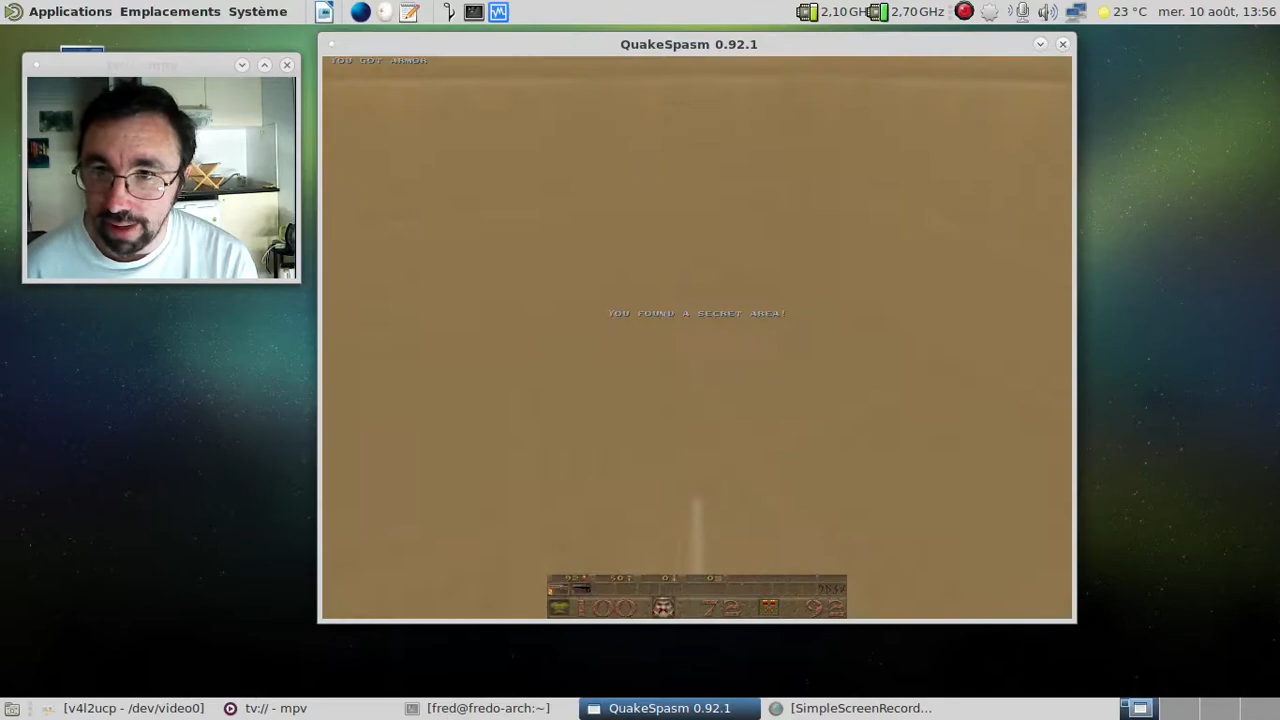 Applications Emplacements Système
2,10 GH
2,70 GHz
23 °C
mer. 10 août, 13:56
QuakeSpasm 0.92.1
YOU GOT ARMOR
YOU FOUND A SECRET AREA!
100 72 92
[v4l2ucp - /dev/video0]
tv:// - mpv
[fred@fredo-arch:~]
QuakeSpasm 0.92.1
[SimpleScreenRecord...